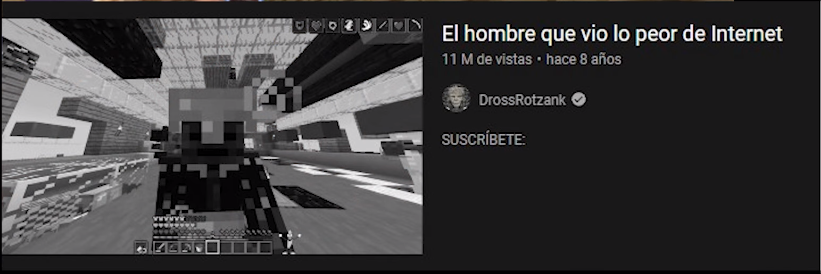 El hombre que vio lo peor de Internet
11 M de vistas • hace 8 años
DrossRotzank
SUSCRÍBETE: